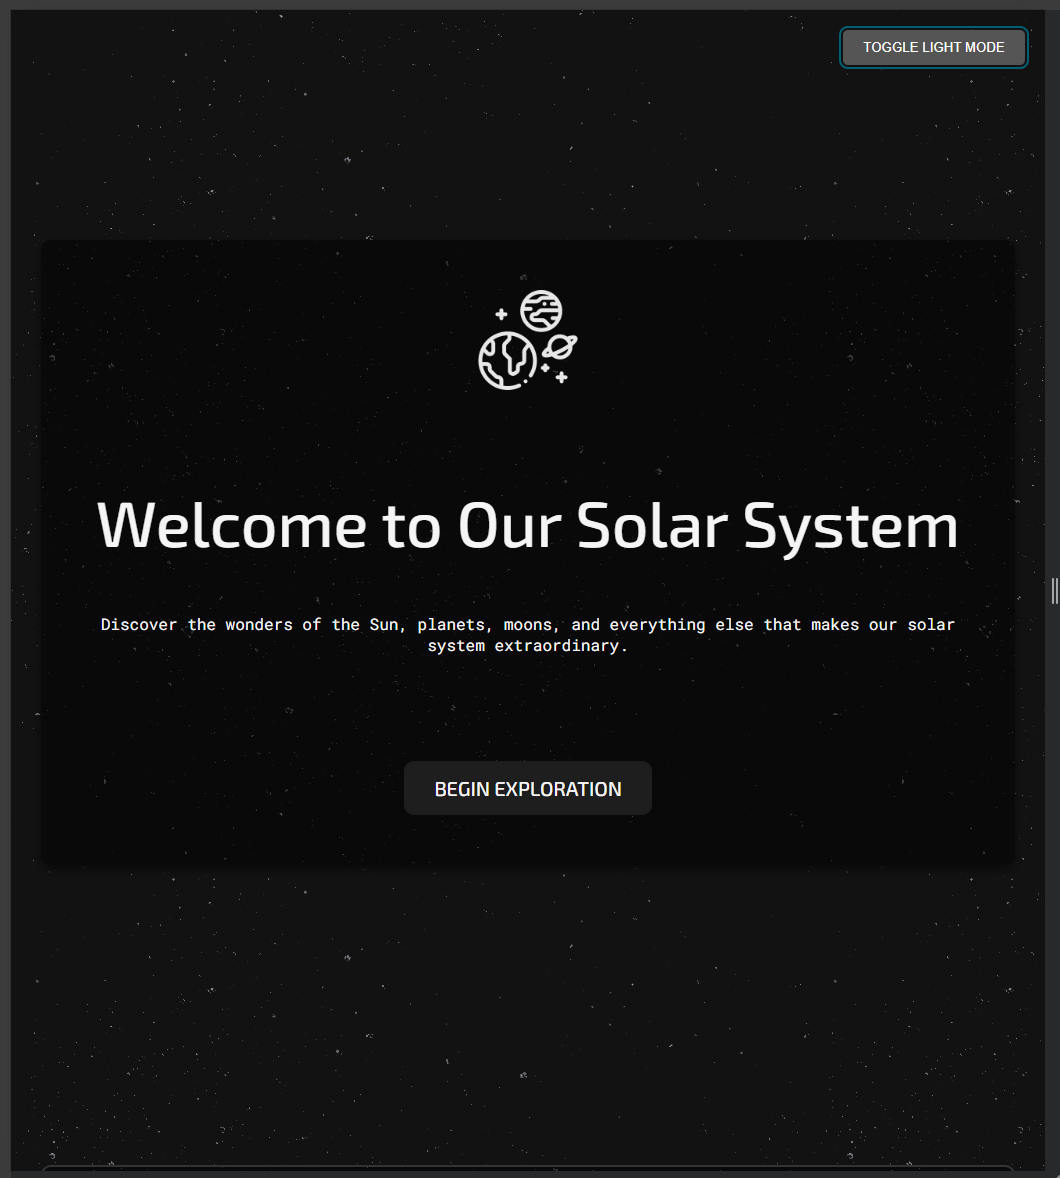 TOGGLE LIGHT MODE
Welcome to Our Solar System
Discover the wonders of the Sun, planets, moons, and everything else that makes our solar
system extraordinary.
BEGIN EXPLORATION